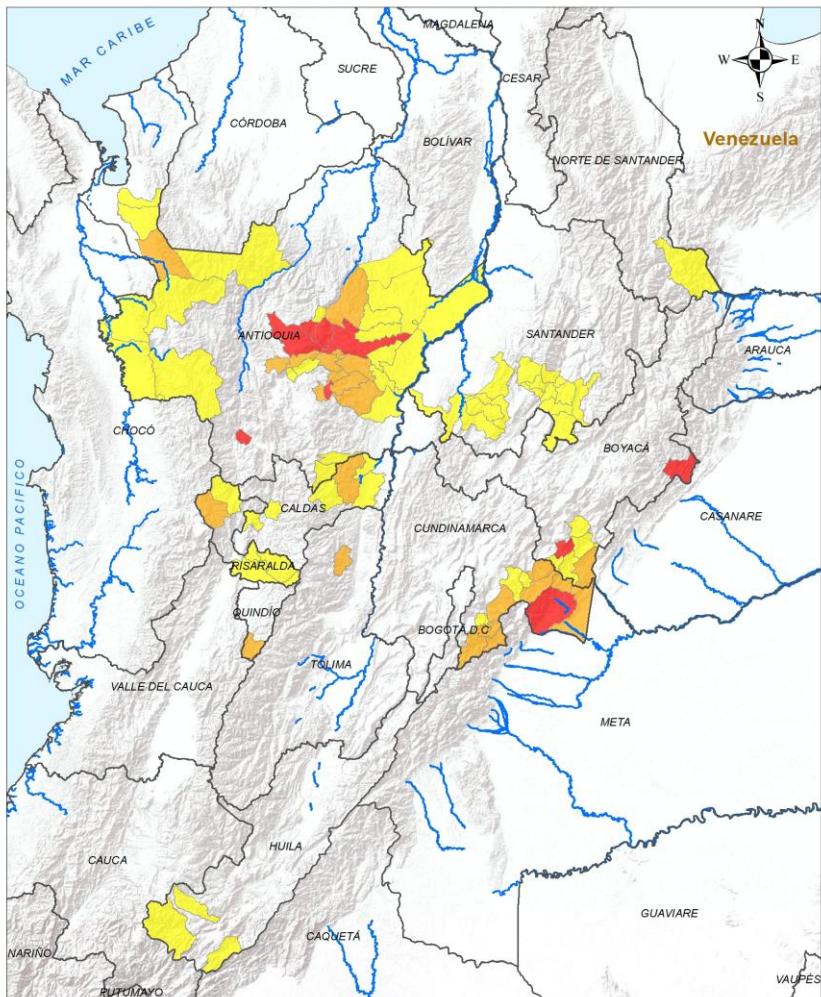 MAGDALENA
MAR CARIBE
SUCRE
CESAR
N
W E
S
CÓRDOBA
BOLÍVAR
NORTE DE SANTANDER
Venezuela
ANTIOQUIA
SANTANDER
ARAUCA
CHOCÓ
BOYACÁ
CALDAS
CUNDINAMARCA
CASANARE
OCEANO PACIFICO
RISARALDA
QUINDÍO
BOGOTÁ, D.C
TOLIMA
VALLE DEL CAUCA
META
HUILA
CAUCA
GUAVIARE
CAQUETÁ
NARIÑO
PUTUMAYO
VAUPÉS